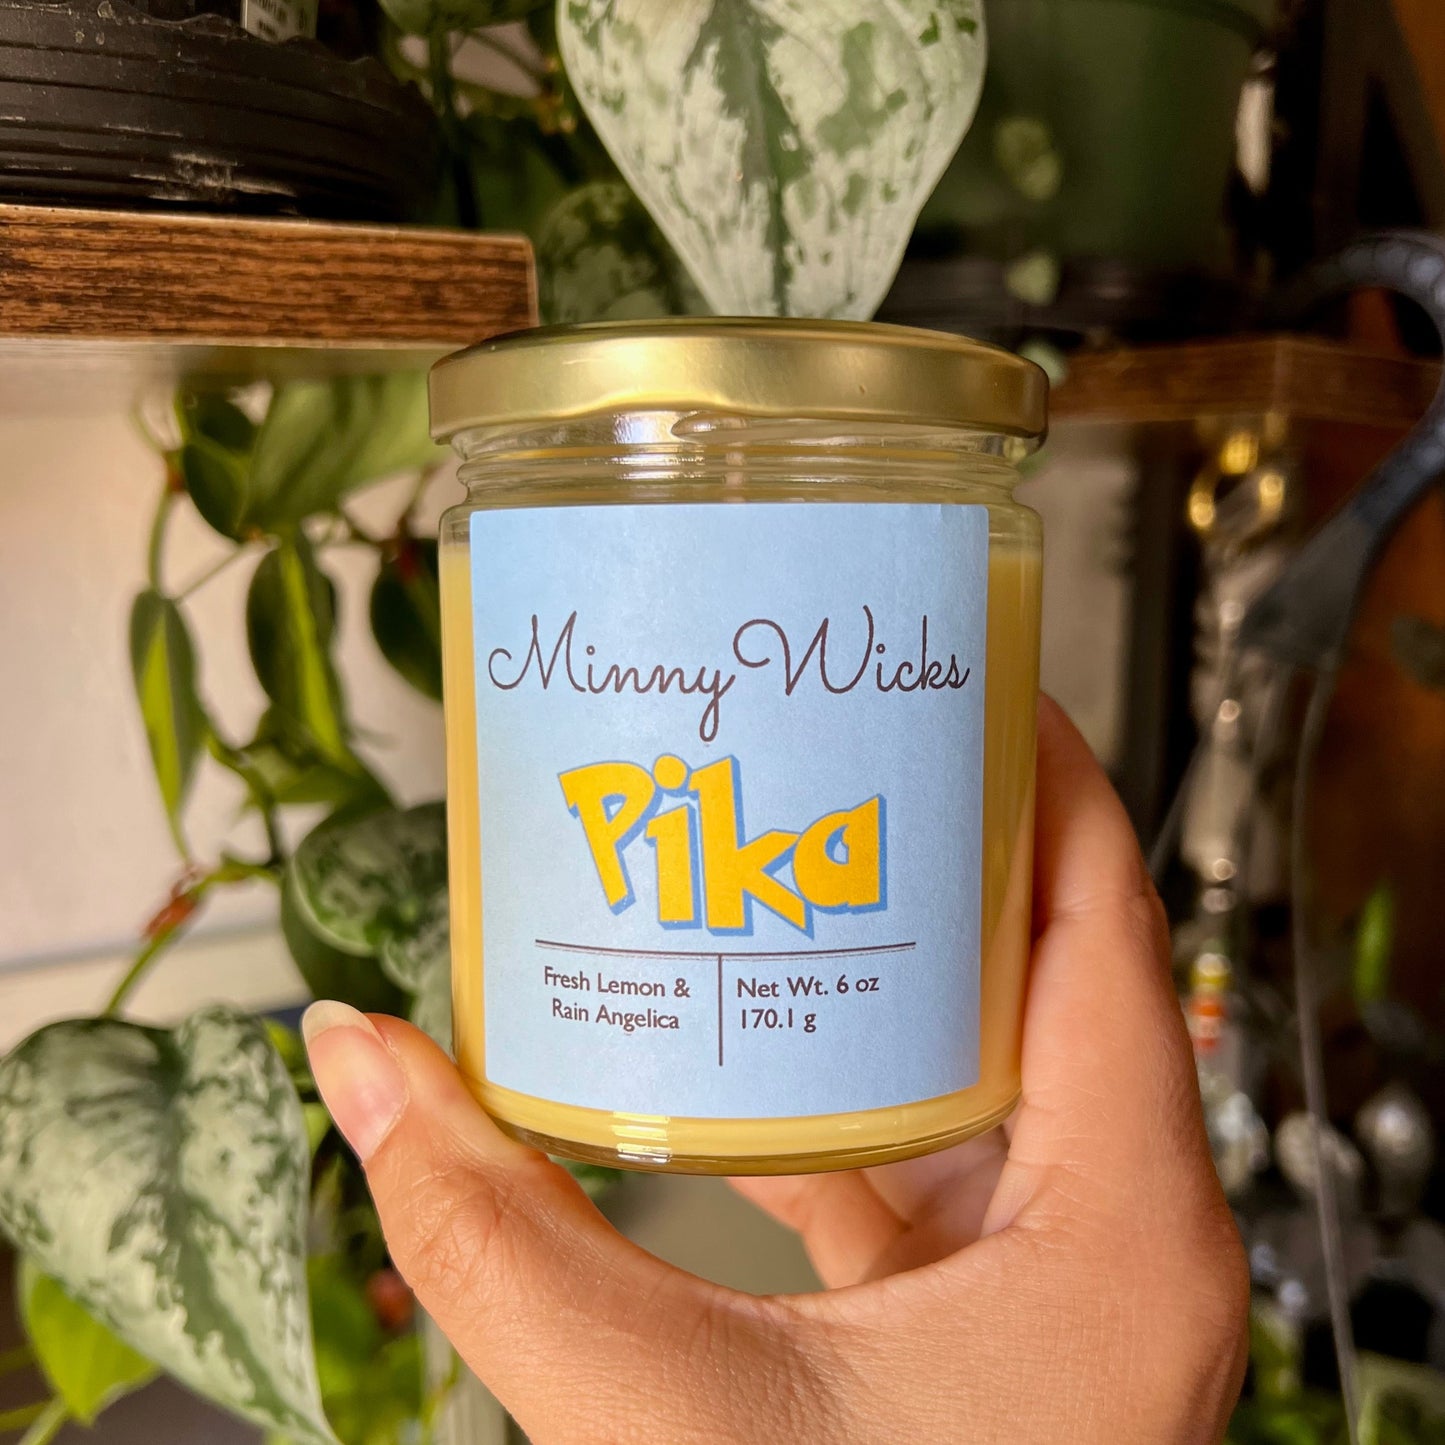 Minny Wicks
Pika
Fresh Lemon &
Rain Angelica
Net Wt. 6 oz
170.1 g